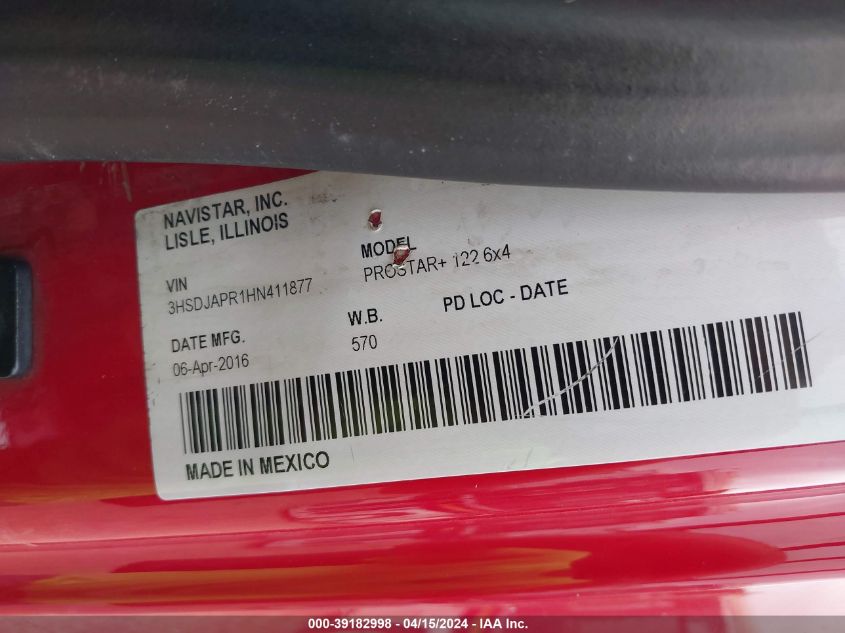 NAVISTAR, INC.
LISLE, ILLINOIS
VIN
3HSDJAPR1HN411877
MODEL
PROSTAR+ 122 6x4
DATE MFG.
06-Apr-2016
W.B.
570
PD LOC - DATE
MADE IN MEXICO
000-39182998 - 04/15/2024 - IAA Inc.